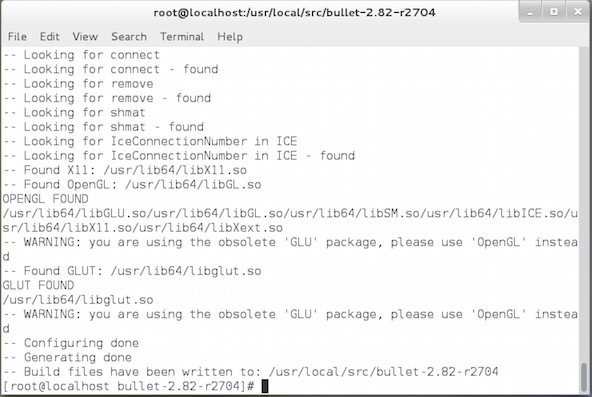 root@localhost:/usr/local/src/bullet-2.82-r2704
File Edit View Search Terminal Help
-- Looking for connect
-- Looking for connect - found
-- Looking for remove
-- Looking for remove - found
-- Looking for shmat
-- Looking for shmat - found
-- Looking for IceConnectionNumber in ICE
-- Looking for IceConnectionNumber in ICE - found
-- Found X11: /usr/lib64/libX11.so
-- Found OpenGL: /usr/lib64/libGL.so
OPENGL FOUND
/usr/lib64/libGLU.so/usr/lib64/libGL.so/usr/lib64/libSM.so/usr/lib64/libICE.so/u
sr/lib64/libX11.so/usr/lib64/libXext.so
-- WARNING: you are using the obsolete 'GLU' package, please use 'OpenGL' instea
d
-- Found GLUT: /usr/lib64/libglut.so
GLUT FOUND
/usr/lib64/libglut.so
-- WARNING: you are using the obsolete 'GLU' package, please use 'OpenGL' instea
d
-- Configuring done
-- Generating done
-- Build files have been written to: /usr/local/src/bullet-2.82-r2704
[root@localhost bullet-2.82-r2704]#